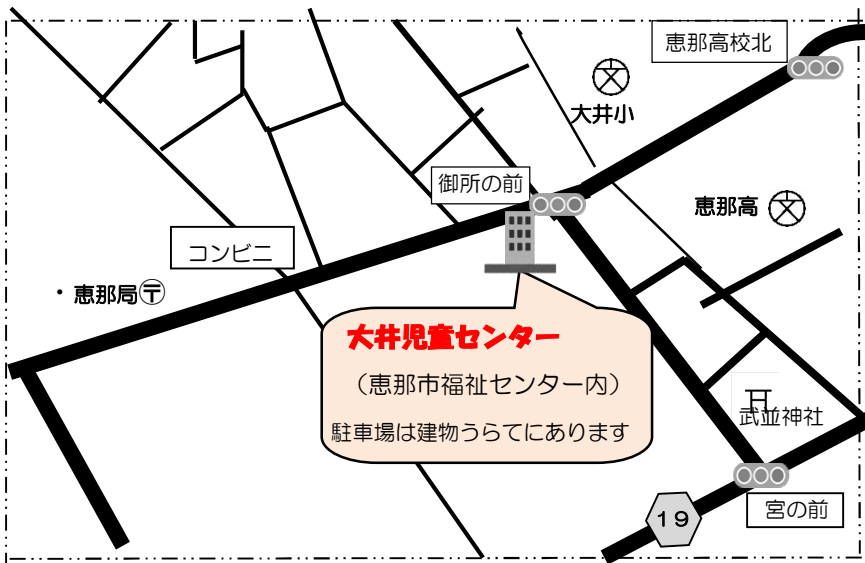 恵那高校北
大井小
御所の前
恵那高
コンビニ
・恵那局〒
大井児童センター
（恵那市福祉センター内）
駐車場は建物うらてにあります
武並神社
宮の前
19